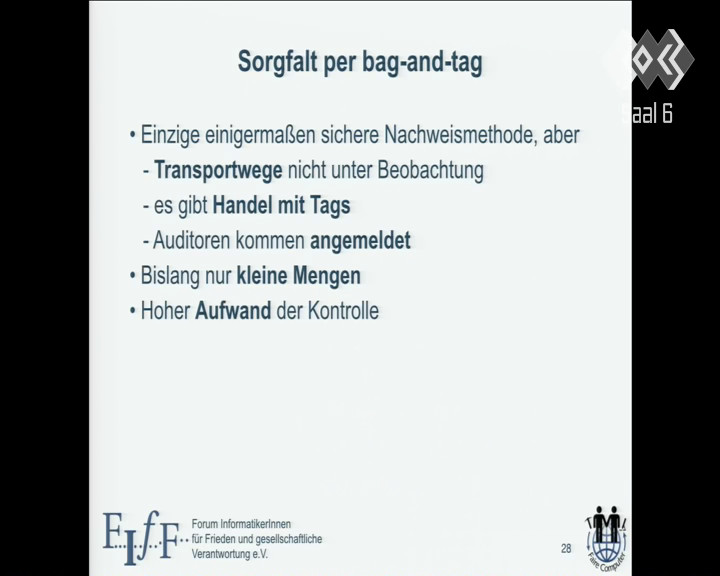 Sorgfalt per bag-and-tag
Saal 6
• Einzige einigermaßen sichere Nachweismethode, aber
- Transportwege nicht unter Beobachtung
- es gibt Handel mit Tags
- Auditoren kommen angemeldet
• Bislang nur kleine Mengen
• Hoher Aufwand der Kontrolle
F..I..f..F..
Forum InformatikerInnen
für Frieden und gesellschaftliche
Verantwortung e.V.
28
Faire Computer